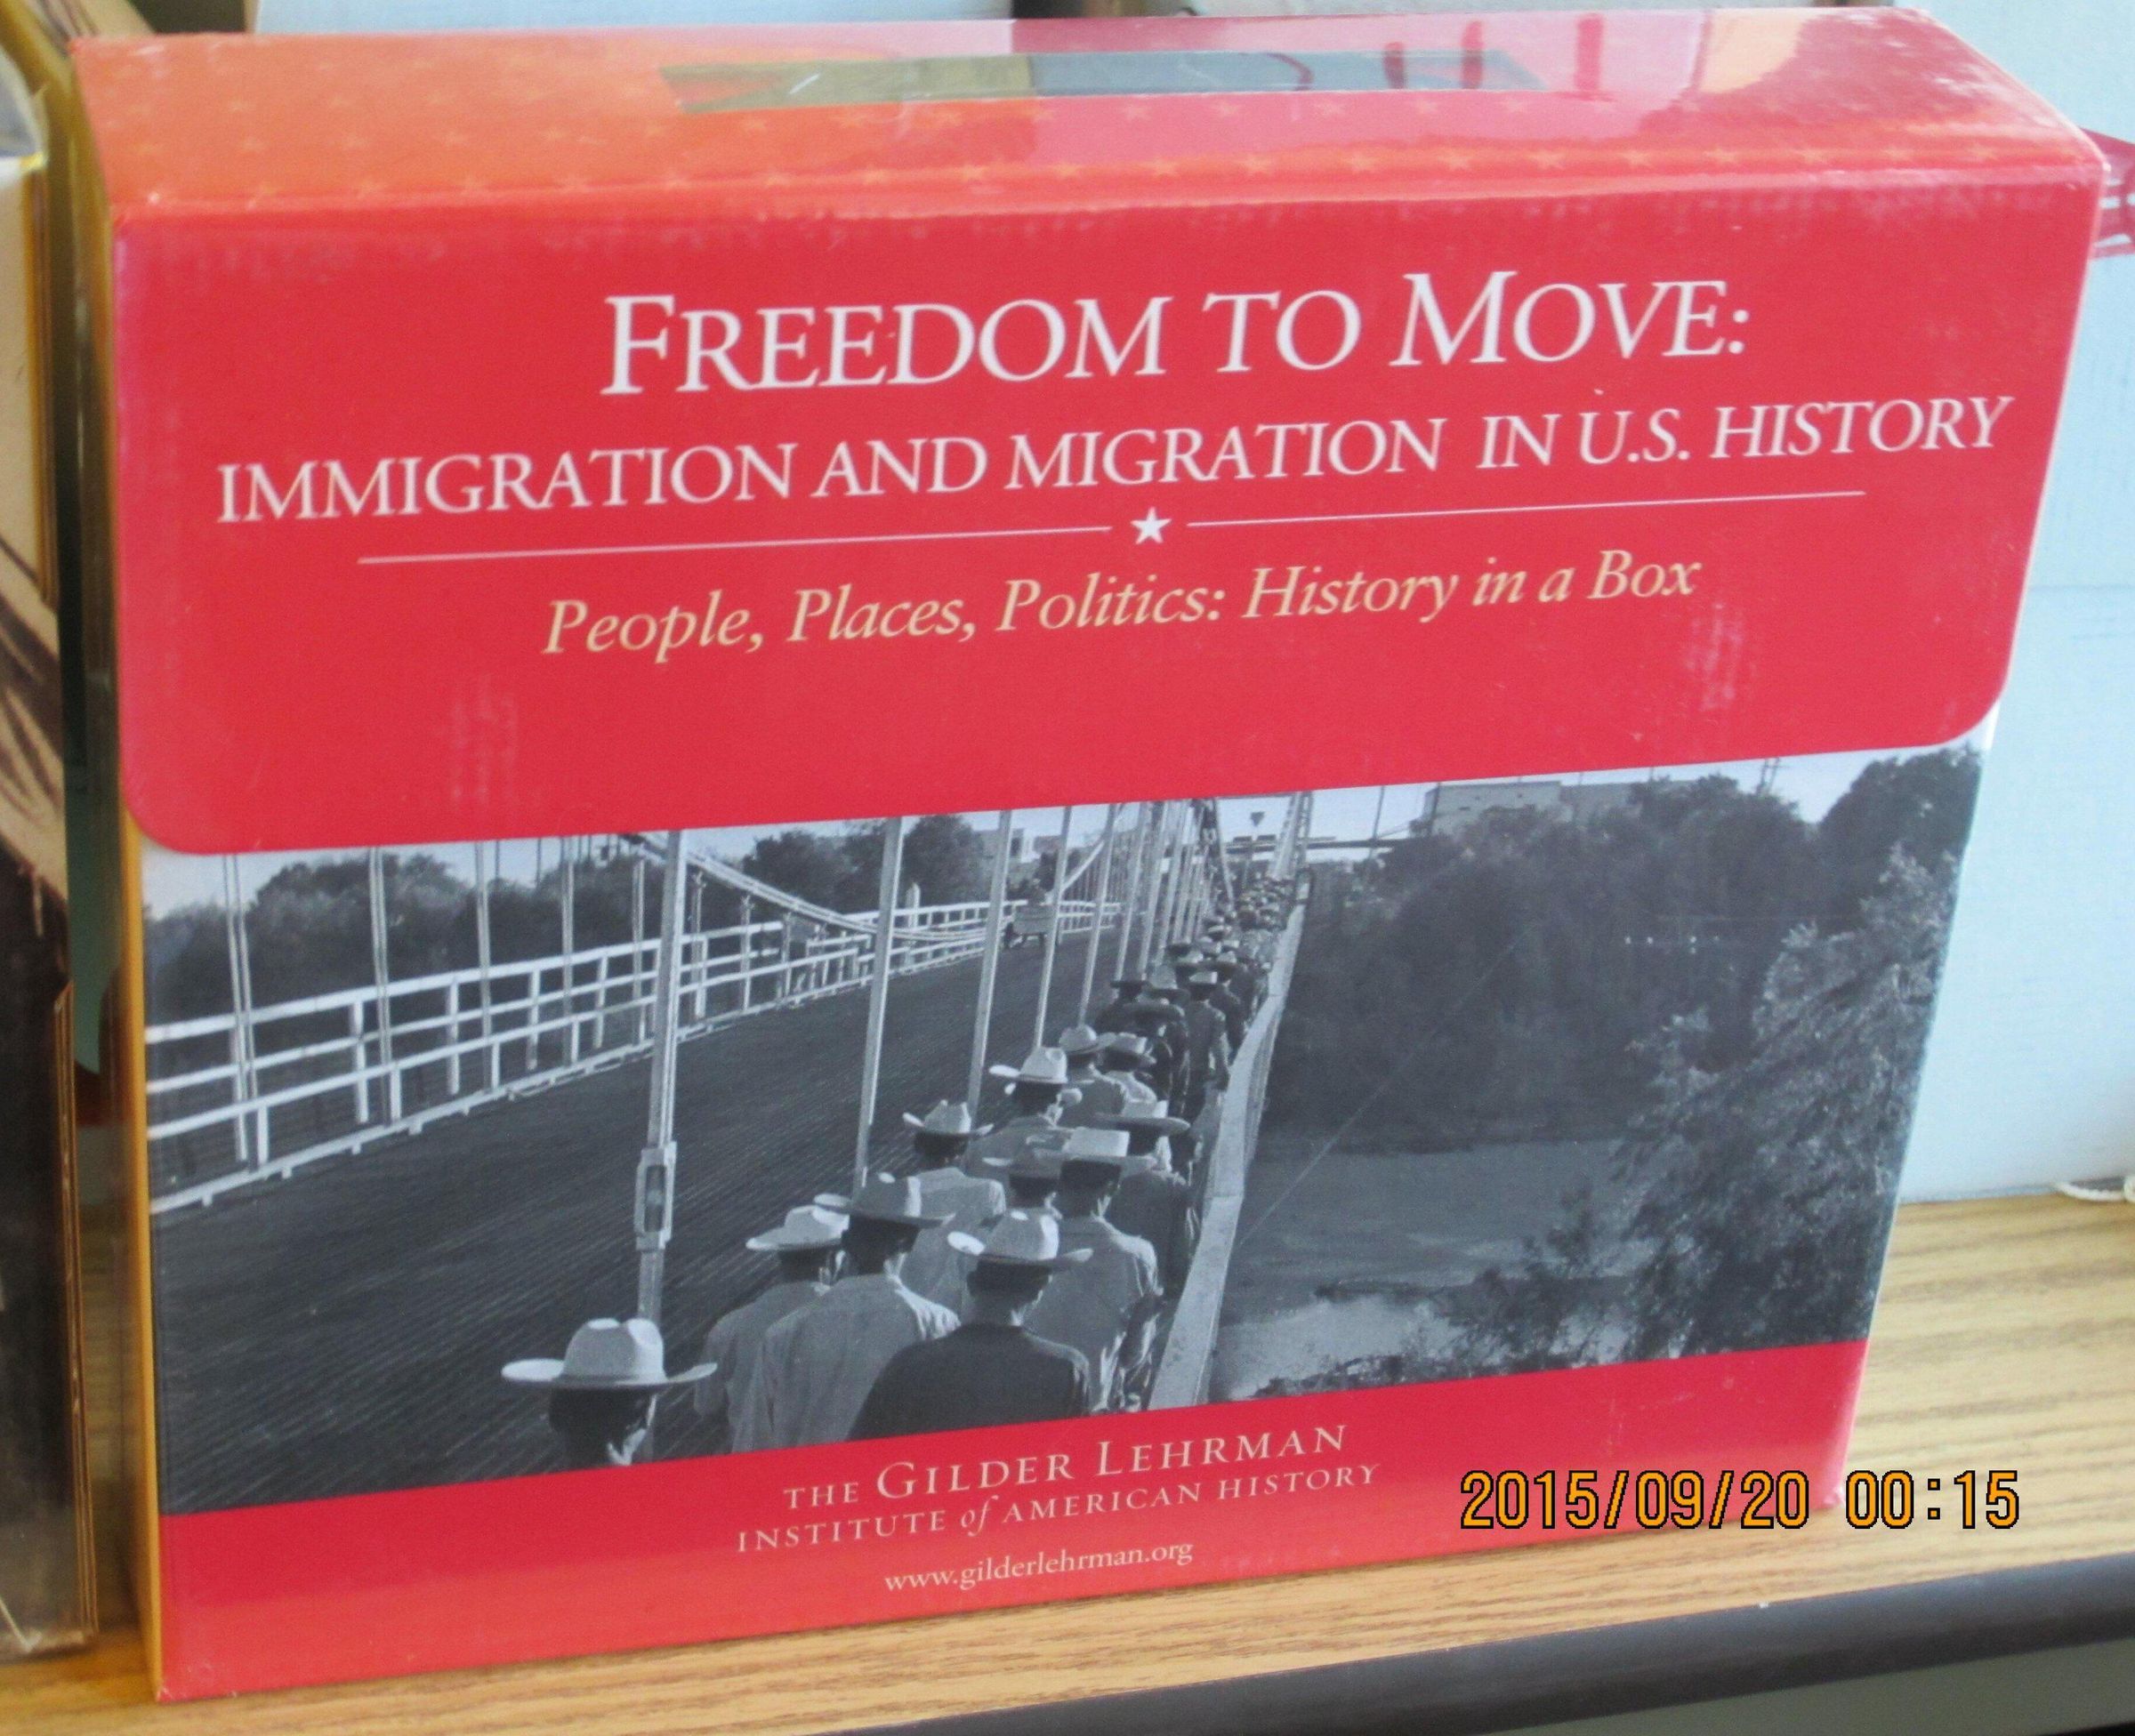 FREEDOM TO MOVE:
IMMIGRATION AND MIGRATION IN U.S. HISTORY
People, Places, Politics: History in a Box
THE GILDER LEHRMAN
INSTITUTE of AMERICAN HISTORY
www.gilderlehrman.org
2015/09/20 00:15